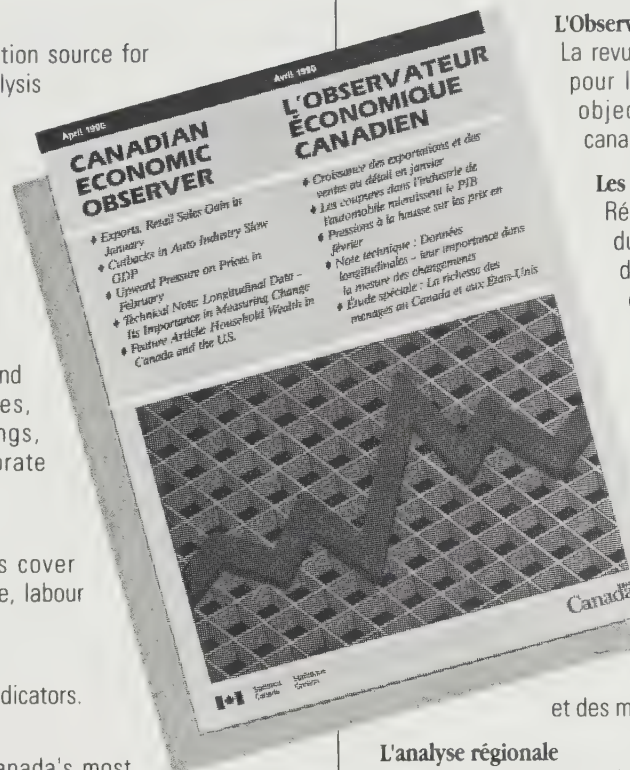 tion source for
lysis
nd
es,
ngs,
orate
s cover
e, labour
dicators.
anada's most
April 1990
Avril 1990
CANADIAN
ECONOMIC
OBSERVER
♦ Exports, Retail Sales Gain in
January
♦ Cutbacks in Auto Industry Slow
GDP
♦ Upward Pressure on Prices in
February
♦ Technical Note: Longitudinal Data –
Its Importance in Measuring Change
♦ Feature Article: Household Wealth in
Canada and the U.S.
L'OBSERVATEUR
ÉCONOMIQUE
CANADIEN
♦ Croissance des exportations et des
ventes au détail en janvier
♦ Les coupures dans l'industrie de
l'automobile ralentissent le PIB
♦ Pressions à la hausse sur les prix en
février
♦ Note technique : Données
longitudinales – leur importance dans
la mesure des changements
♦ Étude spéciale : La richesse des
ménages au Canada et aux États-Unis
Statistics Statistique
Canada Canada
Canada
L'Observ
La revu
pour l
objec
cana
Les
Ré
du
d
et des m
L'analyse régionale